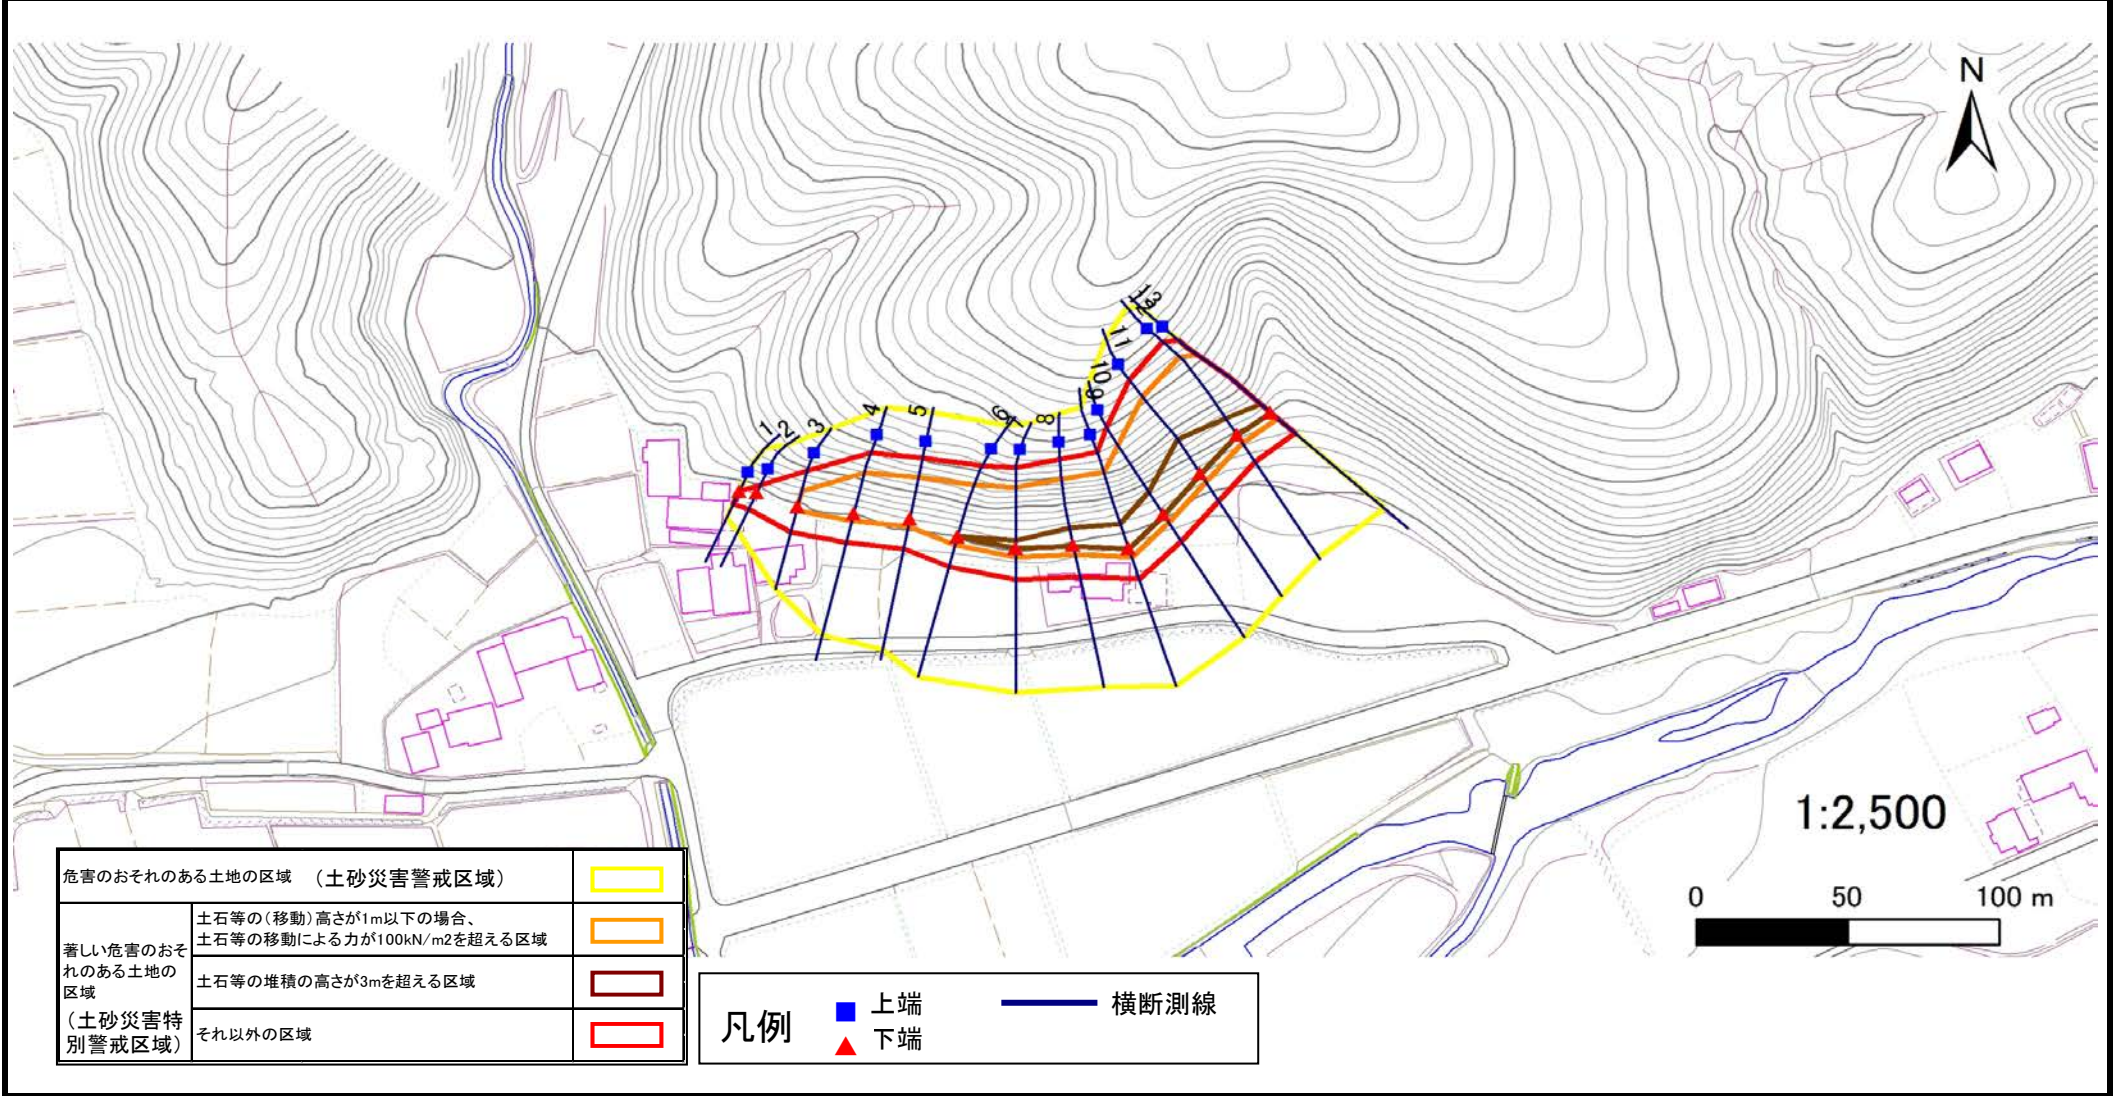 N
1
2
3
4
5
6
7
8
9
10
11
12
13
1:2,500
0 50 100 m
危害のおそれのある土地の区域 (土砂災害警戒区域)
著しい危害のおそ
れのある土地の
区域
(土砂災害特
別警戒区域)
土石等の(移動)高さが1m以下の場合、
土石等の移動による力が100kN/m2を超える区域
土石等の堆積の高さが3mを超える区域
それ以外の区域
凡例
上端
下端
横断測線